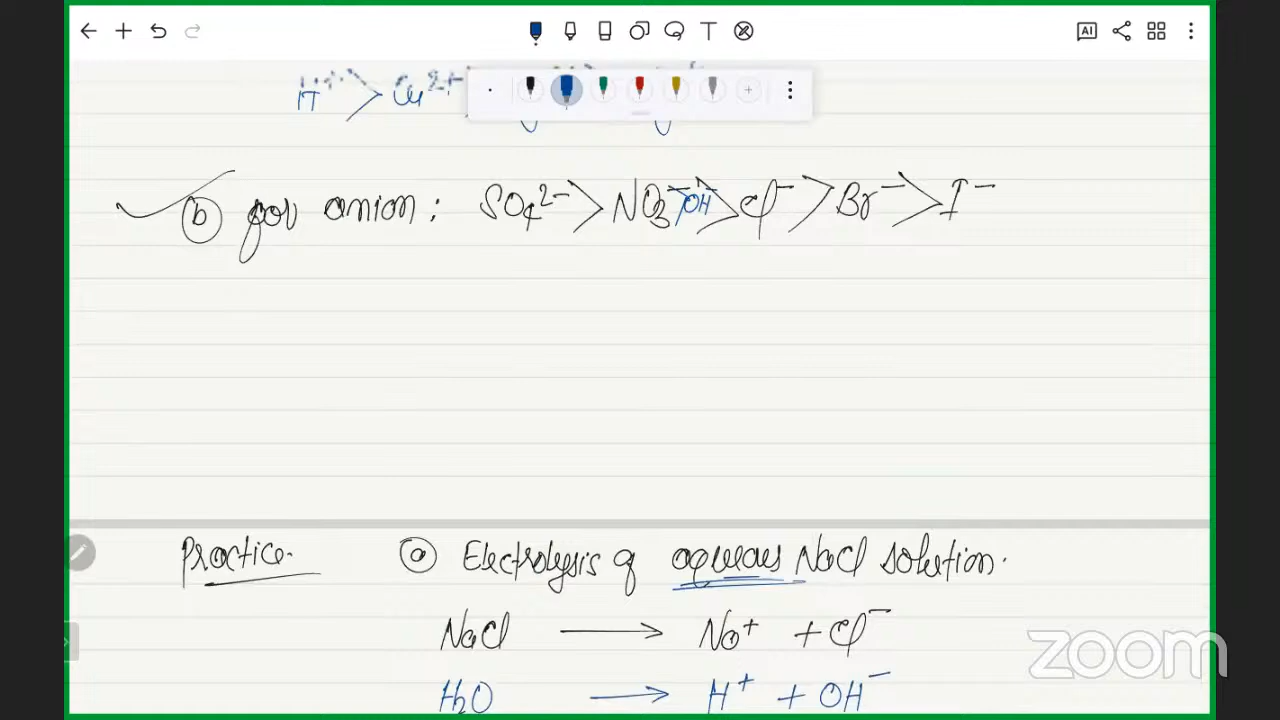 AI
H⁺ > Cu²⁺
ⓑ for anion : SO₄²⁻ > NO₃⁻ > OH⁻ > Cl⁻ > Br⁻ > I⁻
Practice. ⓐ Electrolysis of aqueous NaCl solution.
NaCl → Na⁺ + Cl⁻
H₂O → H⁺ + OH⁻
zoom